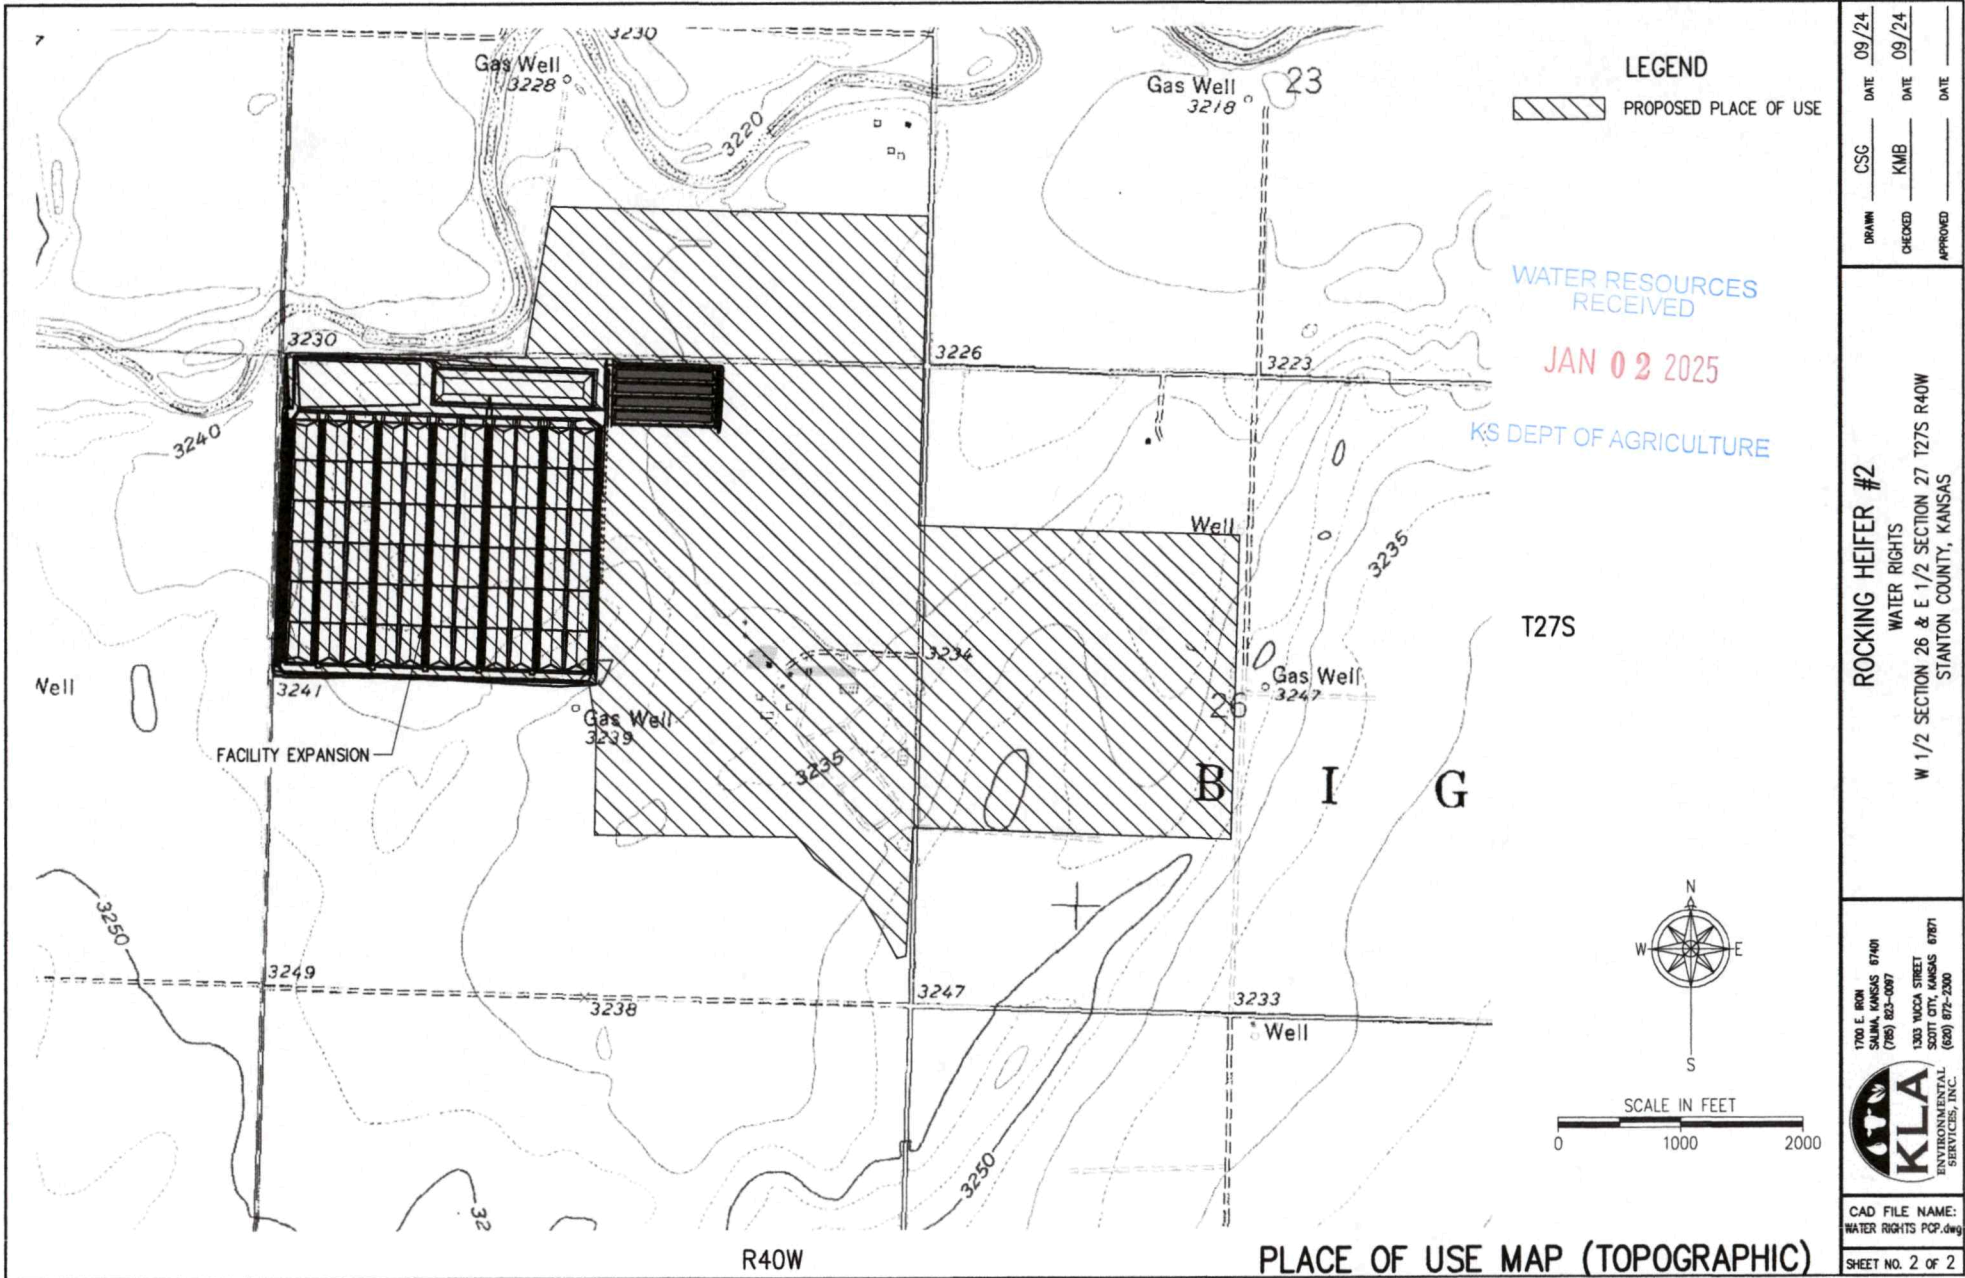 7
3230
Gas Well
3228
3220
Gas Well
3218
23
LEGEND
PROPOSED PLACE OF USE
WATER RESOURCES
RECEIVED
JAN 02 2025
KS DEPT OF AGRICULTURE
3230
3226
3223
3240
Well
3235
T27S
3234
Gas Well
3247
26
3241
Gas Well
3239
FACILITY EXPANSION
3235
B I G
3250
3249
3238
3247
3233
Well
3250
32
N
W
E
S
SCALE IN FEET
0 1000 2000
R40W
PLACE OF USE MAP (TOPOGRAPHIC)
DRAWN CSG DATE 09/24
CHECKED KMB DATE 09/24
APPROVED DATE
ROCKING HEIFER #2
WATER RIGHTS
W 1/2 SECTION 26 & E 1/2 SECTION 27 T27S R40W
STANTON COUNTY, KANSAS
1700 E. IRON
SALINA, KANSAS 67401
(785) 823-0097
1303 YUCCA STREET
SCOTT CITY, KANSAS 67871
(620) 872-2300
KLA
ENVIRONMENTAL
SERVICES, INC.
CAD FILE NAME:
WATER RIGHTS PCP.dwg
SHEET NO. 2 OF 2